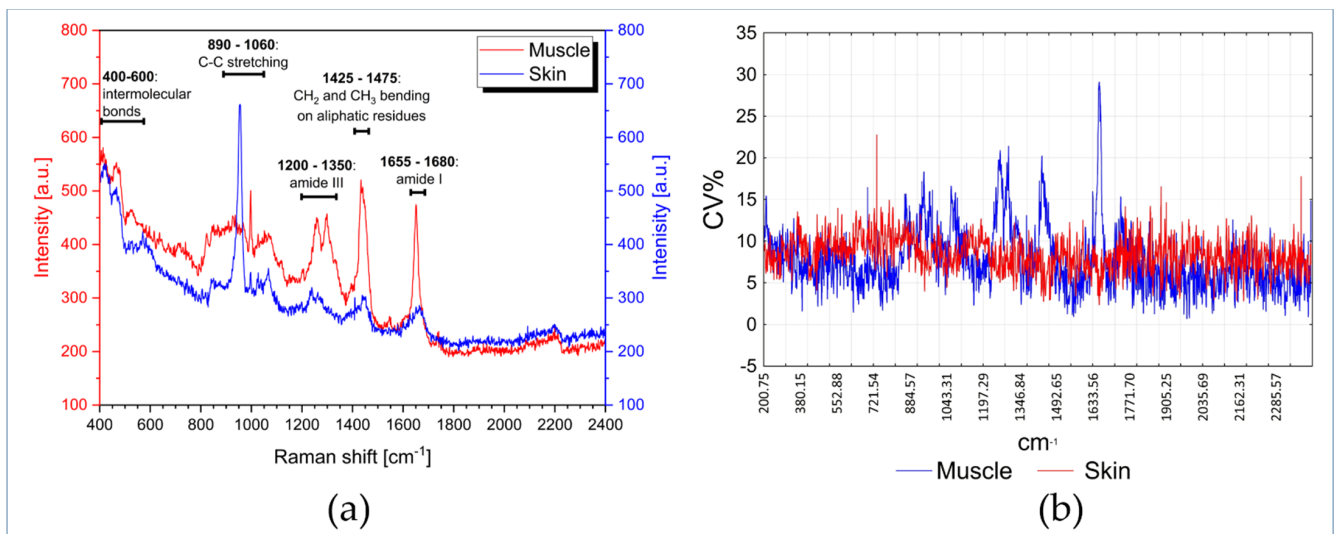 800
700
600
500
400
300
200
100
Intensity [a.u.]
890 - 1060:
C-C stretching
400-600:
intermolecular
bonds
1425 - 1475:
CH₂ and CH₃ bending
on aliphatic residues
1200 - 1350:
amide III
1655 - 1680:
amide I
Muscle
Skin
800
700
600
500
400
300
200
100
Intenisity [a.u.]
400 600 800 1000 1200 1400 1600 1800 2000 2200 2400
Raman shift [cm⁻¹]
(a)
35
30
25
20
15
10
5
0
-5
CV%
200.75
380.15
552.88
721.54
884.57
1043.31
1197.29
1346.84
1492.65
1633.56
1771.70
1905.25
2035.69
2162.31
2285.57
cm⁻¹
Muscle Skin
(b)